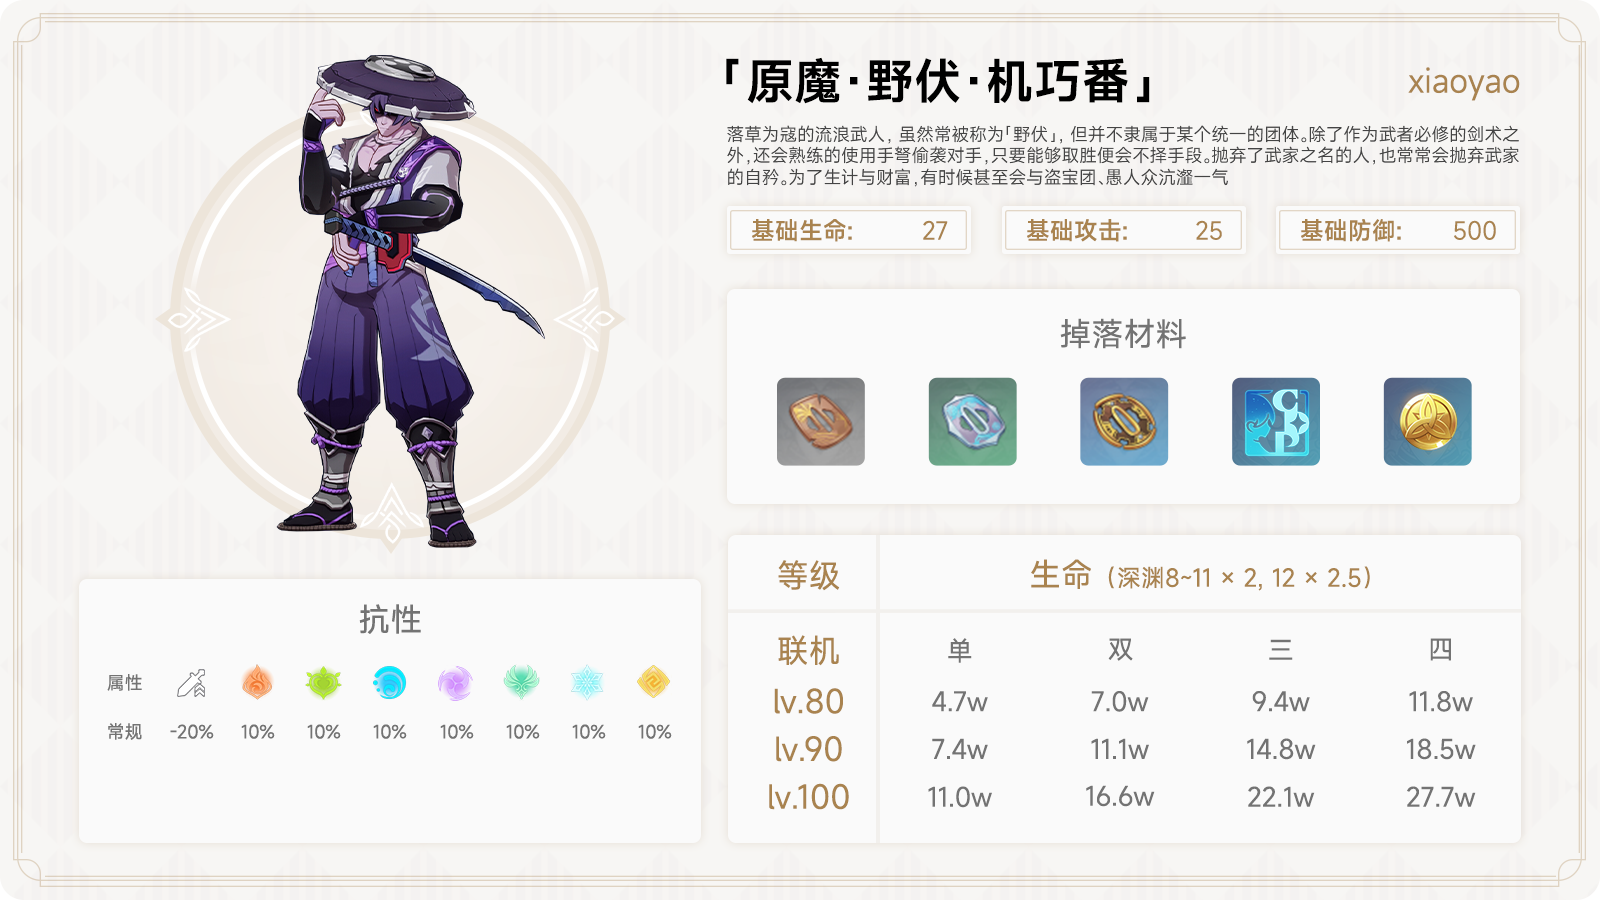 「原魔·野伏·机巧番」
xiaoyao
落草为寇的流浪武人，虽然常被称为「野伏」，但并不隶属于某个统一的团体。除了作为武者必修的剑术之
外，还会熟练的使用手弩偷袭对手，只要能够取胜便会不择手段。抛弃了武家之名的人，也常常会抛弃武家
的自矜。为了生计与财富，有时候甚至会与盗宝团、愚人众沆瀣一气
基础生命: 27
基础攻击: 25
基础防御: 500
掉落材料
抗性
属性
常规 -20% 10% 10% 10% 10% 10% 10% 10%
等级 生命（深渊8~11 × 2, 12 × 2.5）
联机 单 双 三 四
lv.80 4.7w 7.0w 9.4w 11.8w
lv.90 7.4w 11.1w 14.8w 18.5w
lv.100 11.0w 16.6w 22.1w 27.7w